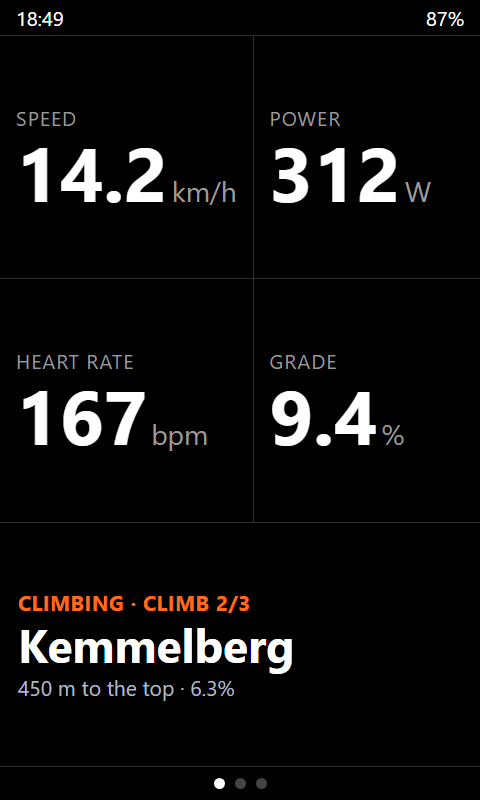 18:49 87%
SPEED
14.2 km/h
POWER
312 W
HEART RATE
167 bpm
GRADE
9.4 %
CLIMBING · CLIMB 2/3
Kemmelberg
450 m to the top · 6.3%